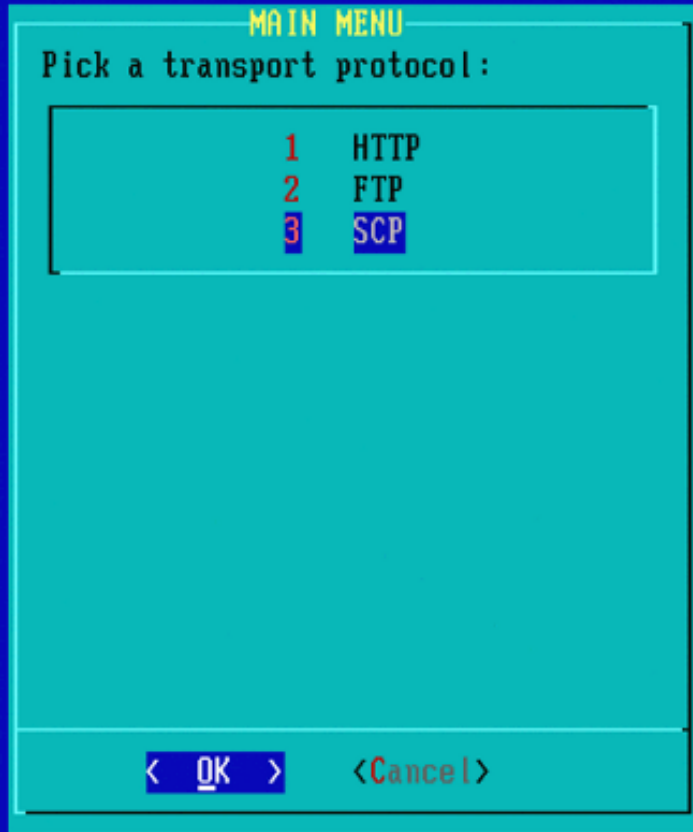 MAIN MENU
Pick a transport protocol:
1 HTTP
2 FTP
3 SCP
< OK > <Cancel>